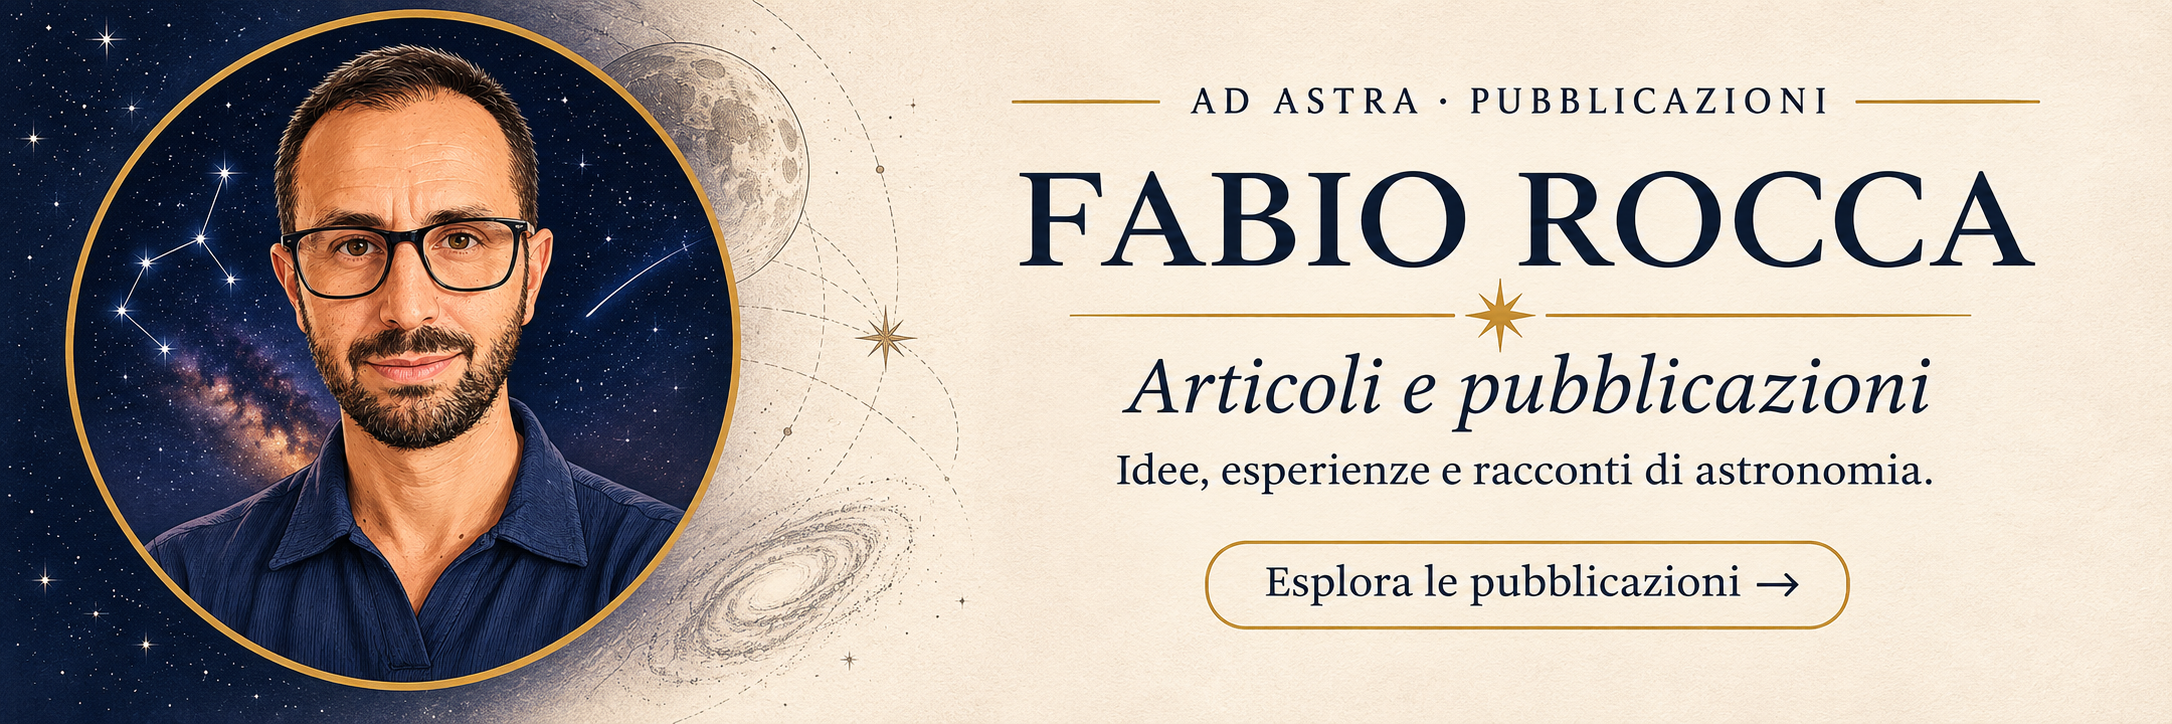 AD ASTRA · PUBBLICAZIONI
FABIO ROCCA
Articoli e pubblicazioni
Idee, esperienze e racconti di astronomia.
Esplora le pubblicazioni →